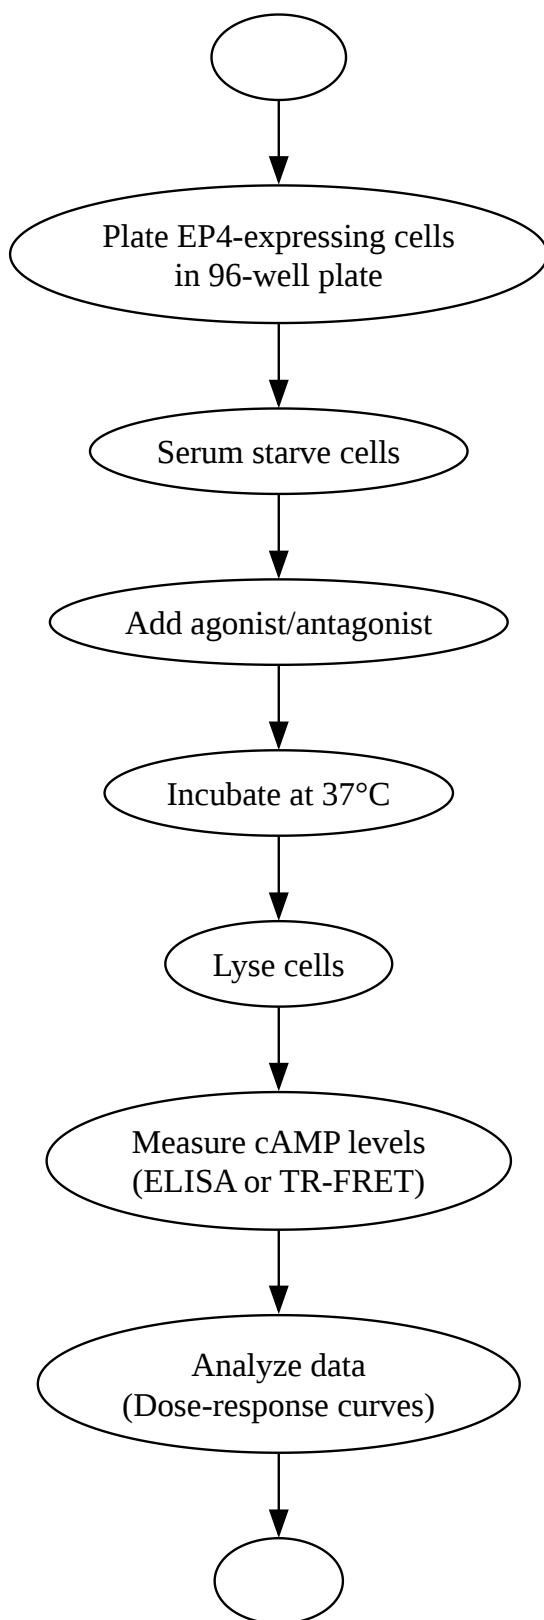 Plate EP4-expressing cells
in 96-well plate
Serum starve cells
Add agonist/antagonist
Incubate at 37°C
Lyse cells
Measure cAMP levels
(ELISA or TR-FRET)
Analyze data
(Dose-response curves)